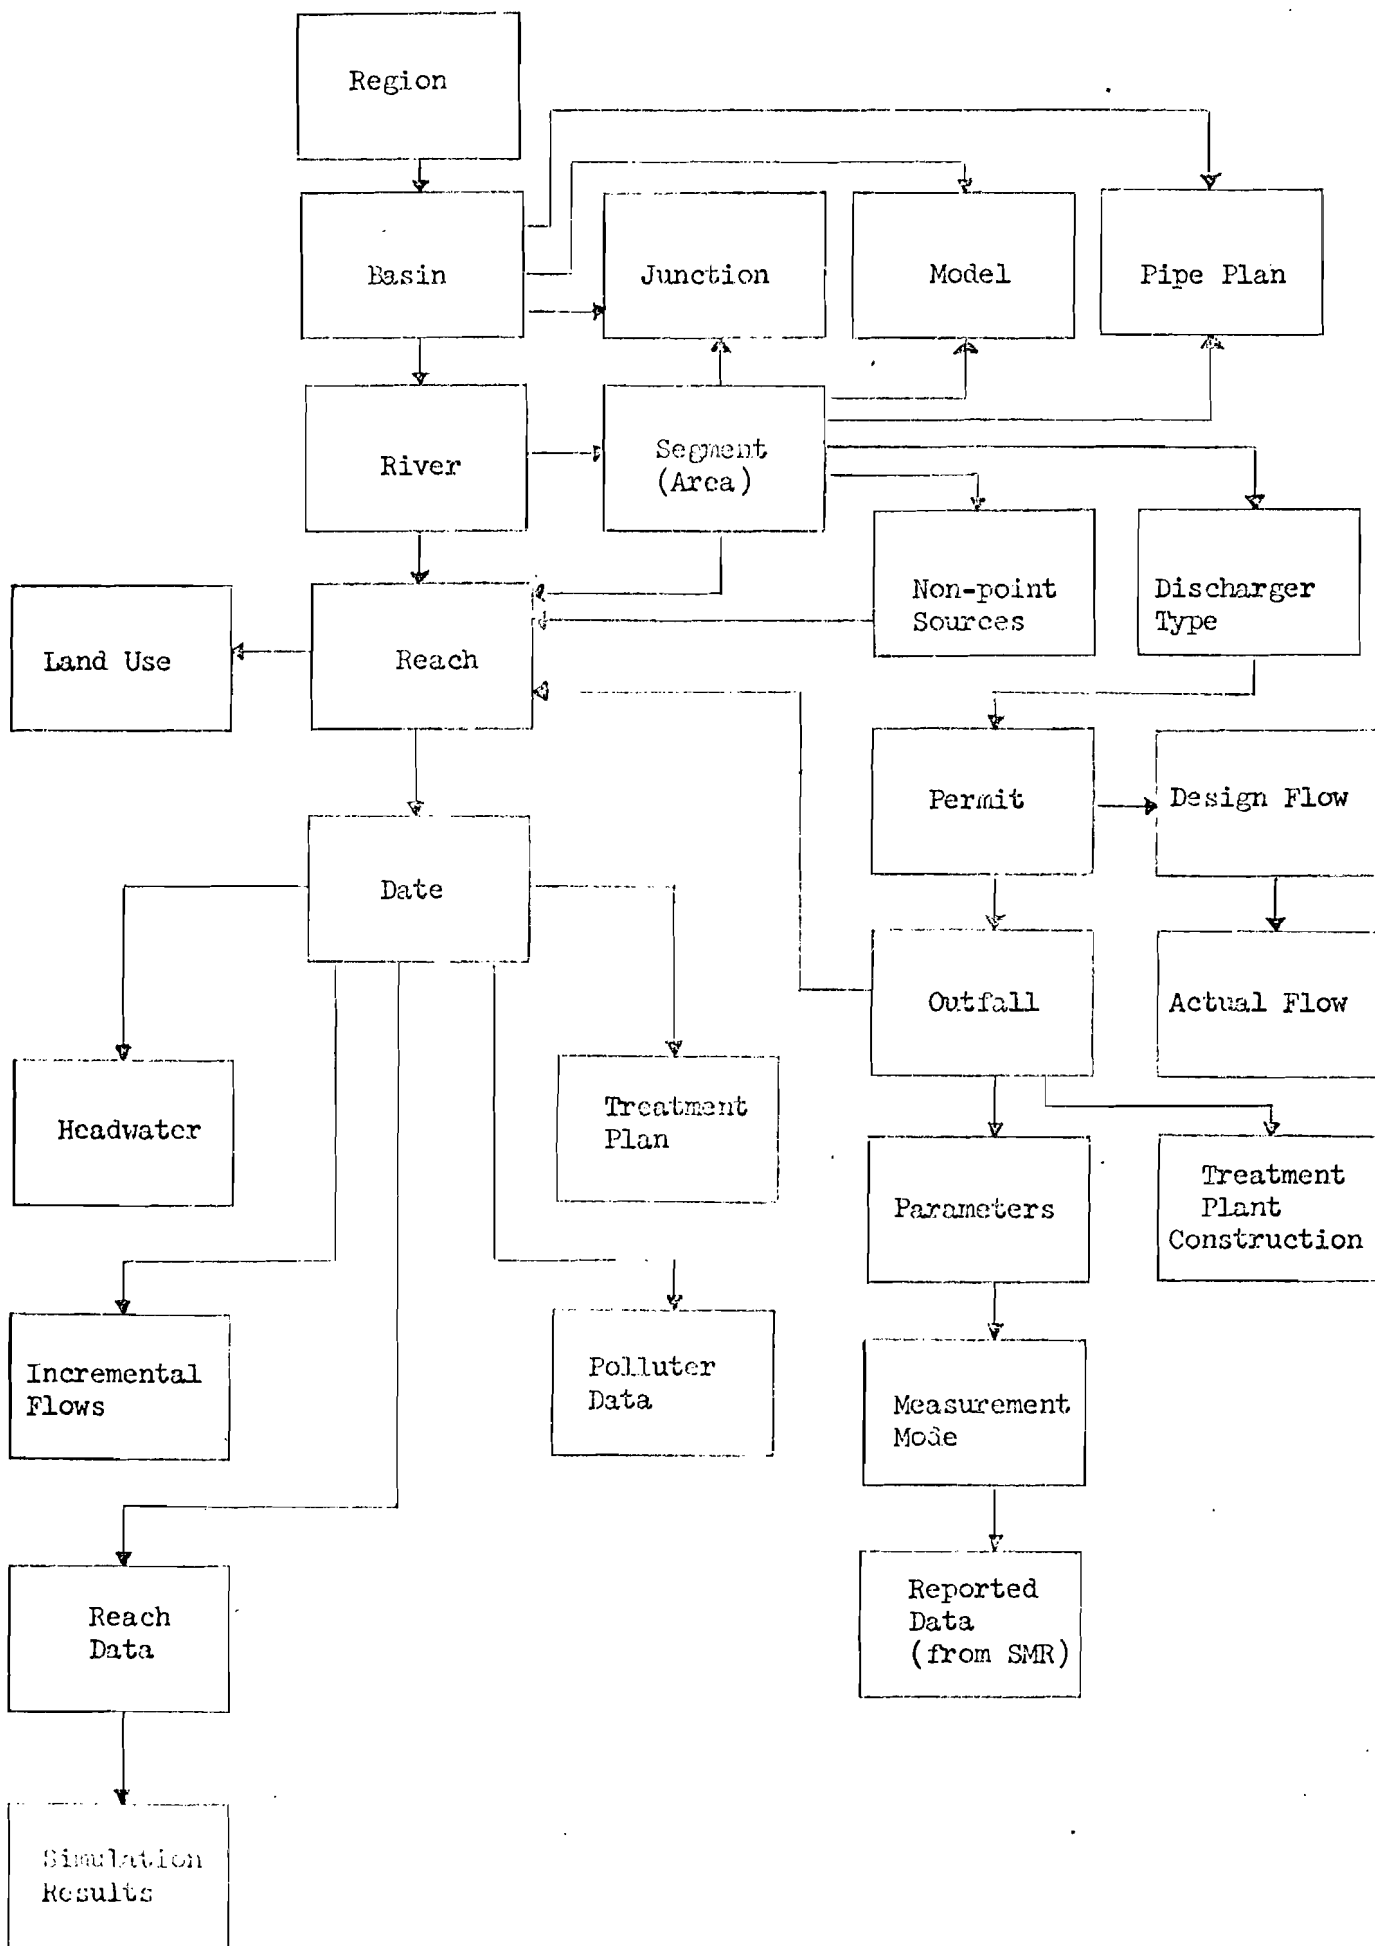 Region
Basin
Junction
Model
Pipe Plan
River
Segment
(Area)
Non-point
Sources
Discharger
Type
Land Use
Reach
Permit
Design Flow
Date
Outfall
Actual Flow
Headwater
Treatment
Plan
Parameters
Treatment
Plant
Construction
Incremental
Flows
Polluter
Data
Measurement
Mode
Reach
Data
Reported
Data
(from SMR)
Simulation
Results